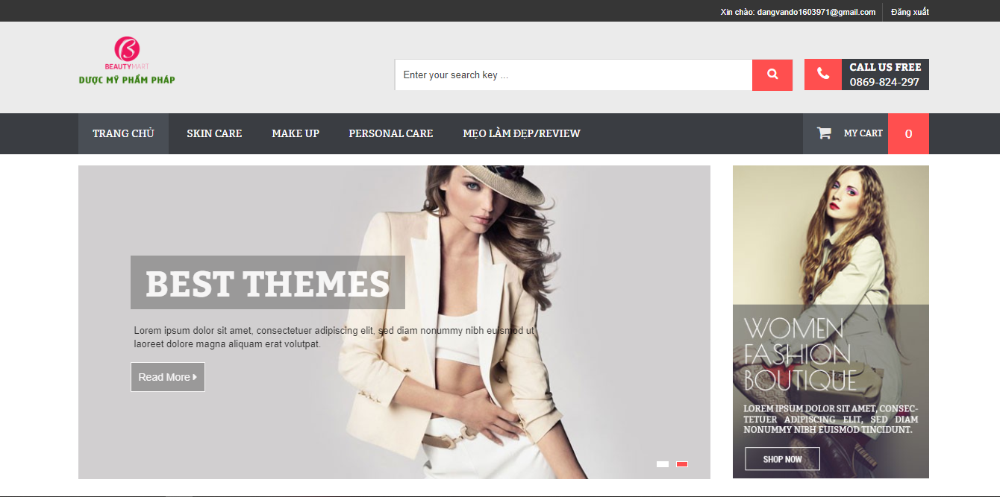 Xin chào: dangvando1603971@gmail.com Đăng xuất
BEAUTYMART
DƯỢC MỸ PHẨM PHÁP
Enter your search key ...
CALL US FREE
0869-824-297
TRANG CHỦ SKIN CARE MAKE UP PERSONAL CARE MẸO LÀM ĐẸP/REVIEW MY CART 0
BEST THEMES
Lorem ipsum dolor sit amet, consectetuer adipiscing elit, sed diam nonummy nibh euismod ut
laoreet dolore magna aliquam erat volutpat.
Read More
WOMEN
FASHION
BOUTIQUE
LOREM IPSUM DOLOR SIT AMET, CONSEC-
TETUER ADIPISCING ELIT, SED DIAM
NONUMMY NIBH EUISMOD TINCIDUNT.
SHOP NOW